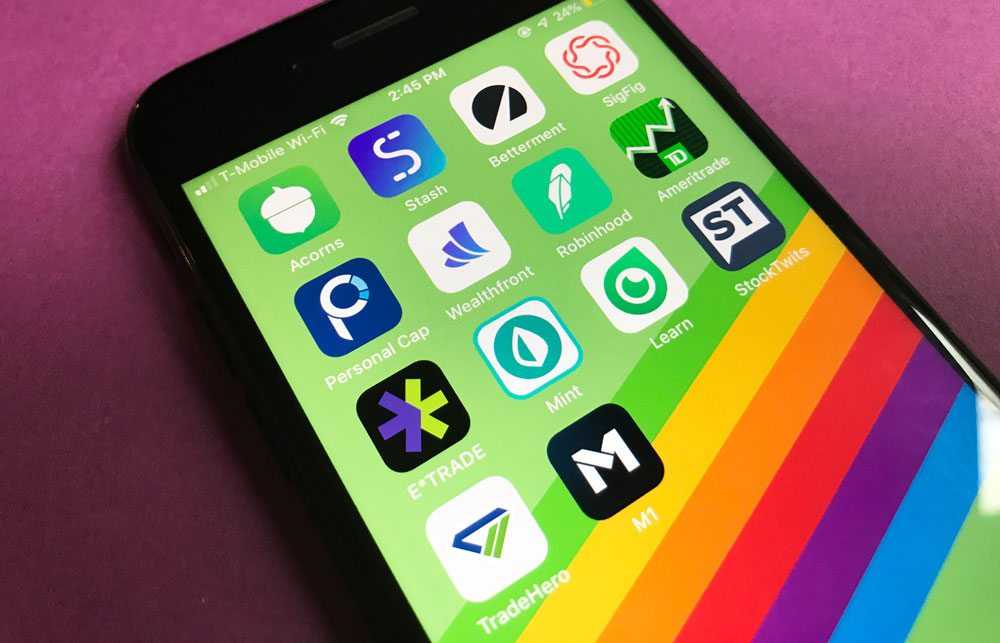 T-Mobile Wi-Fi 2:45 PM 24%
Acorns
Stash
Betterment
SigFig
Personal Cap
Wealthfront
Robinhood
TD
Ameritrade
E*TRADE
Mint
Learn
ST
StockTwits
TradeHero
M1